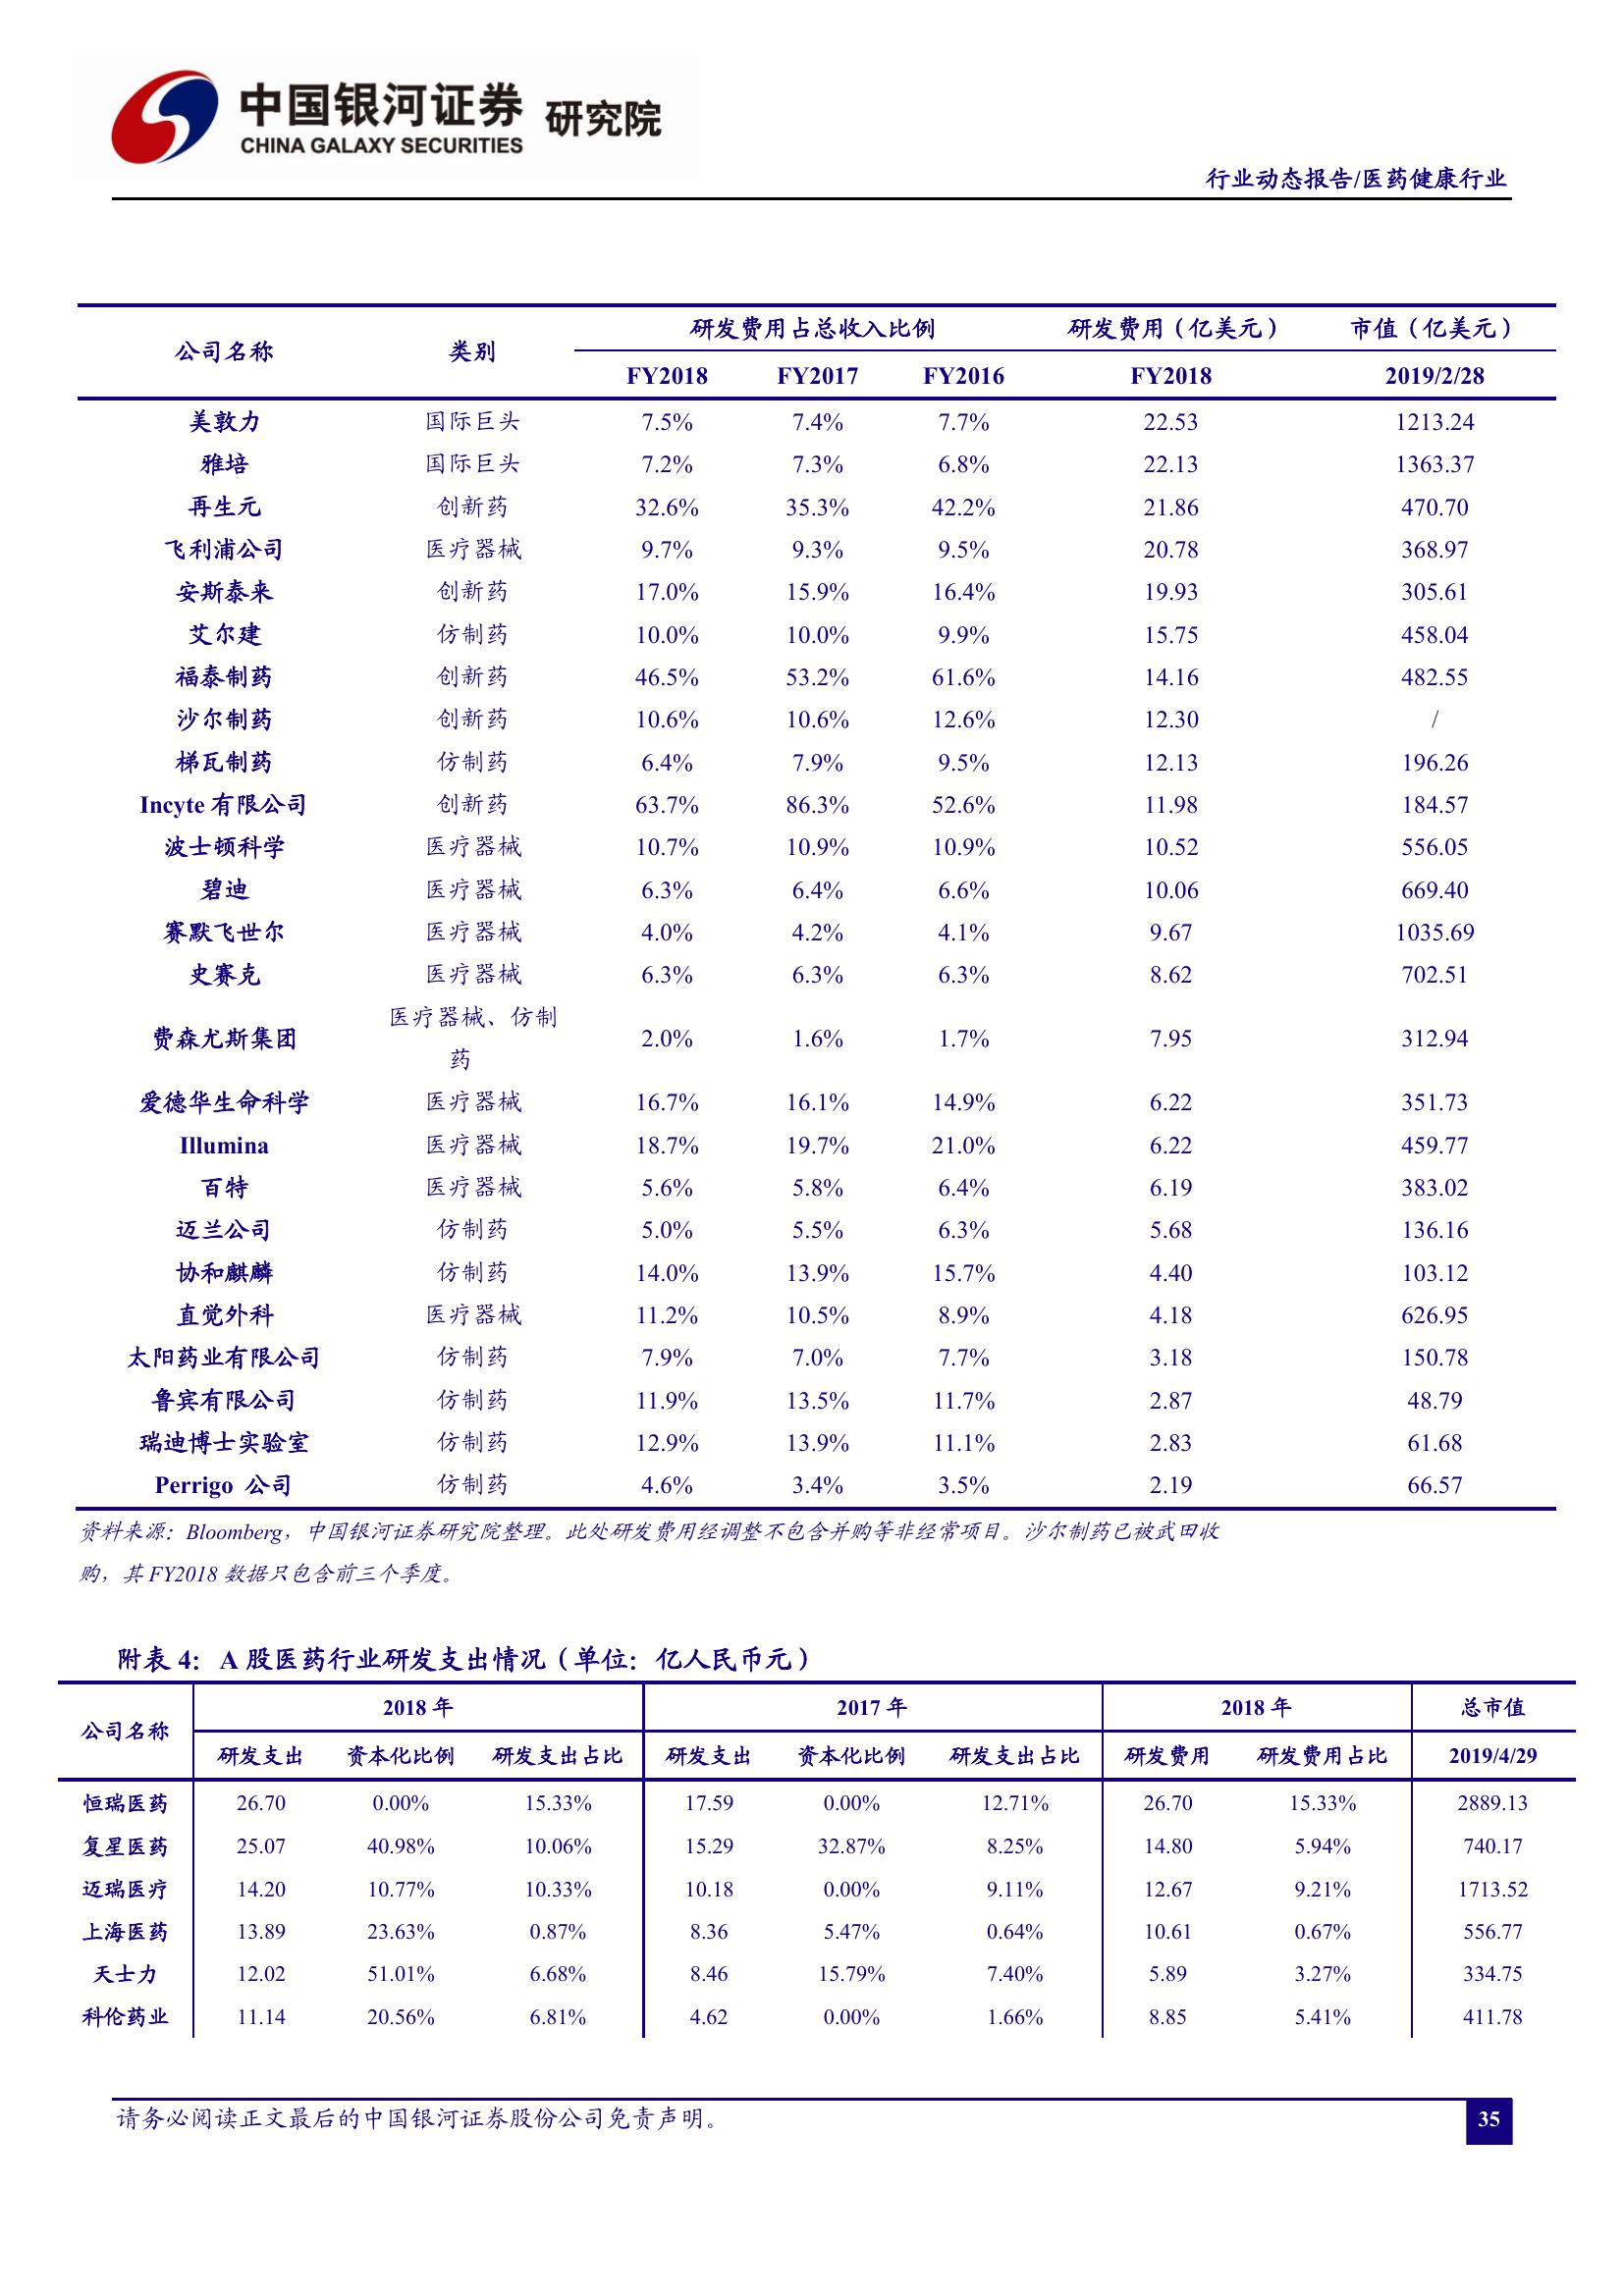 中国银河证券 研究院
CHINA GALAXY SECURITIES
行业动态报告/医药健康行业
公司名称 类别 研发费用占总收入比例 研发费用（亿美元） 市值（亿美元）
FY2018 FY2017 FY2016 FY2018 2019/2/28
美敦力 国际巨头 7.5% 7.4% 7.7% 22.53 1213.24
雅培 国际巨头 7.2% 7.3% 6.8% 22.13 1363.37
再生元 创新药 32.6% 35.3% 42.2% 21.86 470.70
飞利浦公司 医疗器械 9.7% 9.3% 9.5% 20.78 368.97
安斯泰来 创新药 17.0% 15.9% 16.4% 19.93 305.61
艾尔建 仿制药 10.0% 10.0% 9.9% 15.75 458.04
福泰制药 创新药 46.5% 53.2% 61.6% 14.16 482.55
沙尔制药 创新药 10.6% 10.6% 12.6% 12.30 /
梯瓦制药 仿制药 6.4% 7.9% 9.5% 12.13 196.26
Incyte 有限公司 创新药 63.7% 86.3% 52.6% 11.98 184.57
波士顿科学 医疗器械 10.7% 10.9% 10.9% 10.52 556.05
碧迪 医疗器械 6.3% 6.4% 6.6% 10.06 669.40
赛默飞世尔 医疗器械 4.0% 4.2% 4.1% 9.67 1035.69
史赛克 医疗器械 6.3% 6.3% 6.3% 8.62 702.51
费森尤斯集团 医疗器械、仿制药 2.0% 1.6% 1.7% 7.95 312.94
爱德华生命科学 医疗器械 16.7% 16.1% 14.9% 6.22 351.73
Illumina 医疗器械 18.7% 19.7% 21.0% 6.22 459.77
百特 医疗器械 5.6% 5.8% 6.4% 6.19 383.02
迈兰公司 仿制药 5.0% 5.5% 6.3% 5.68 136.16
协和麒麟 仿制药 14.0% 13.9% 15.7% 4.40 103.12
直觉外科 医疗器械 11.2% 10.5% 8.9% 4.18 626.95
太阳药业有限公司 仿制药 7.9% 7.0% 7.7% 3.18 150.78
鲁宾有限公司 仿制药 11.9% 13.5% 11.7% 2.87 48.79
瑞迪博士实验室 仿制药 12.9% 13.9% 11.1% 2.83 61.68
Perrigo 公司 仿制药 4.6% 3.4% 3.5% 2.19 66.57
资料来源：Bloomberg，中国银河证券研究院整理。此处研发费用经调整不包含并购等非经常项目。沙尔制药已被武田收
购，其 FY2018 数据只包含前三个季度。
附表 4：A 股医药行业研发支出情况（单位：亿人民币元）
公司名称 2018 年 2017 年 2018 年 总市值
研发支出 资本化比例 研发支出占比 研发支出 资本化比例 研发支出占比 研发费用 研发费用占比 2019/4/29
恒瑞医药 26.70 0.00% 15.33% 17.59 0.00% 12.71% 26.70 15.33% 2889.13
复星医药 25.07 40.98% 10.06% 15.29 32.87% 8.25% 14.80 5.94% 740.17
迈瑞医疗 14.20 10.77% 10.33% 10.18 0.00% 9.11% 12.67 9.21% 1713.52
上海医药 13.89 23.63% 0.87% 8.36 5.47% 0.64% 10.61 0.67% 556.77
天士力 12.02 51.01% 6.68% 8.46 15.79% 7.40% 5.89 3.27% 334.75
科伦药业 11.14 20.56% 6.81% 4.62 0.00% 1.66% 8.85 5.41% 411.78
请务必阅读正文最后的中国银河证券股份公司免责声明。
35